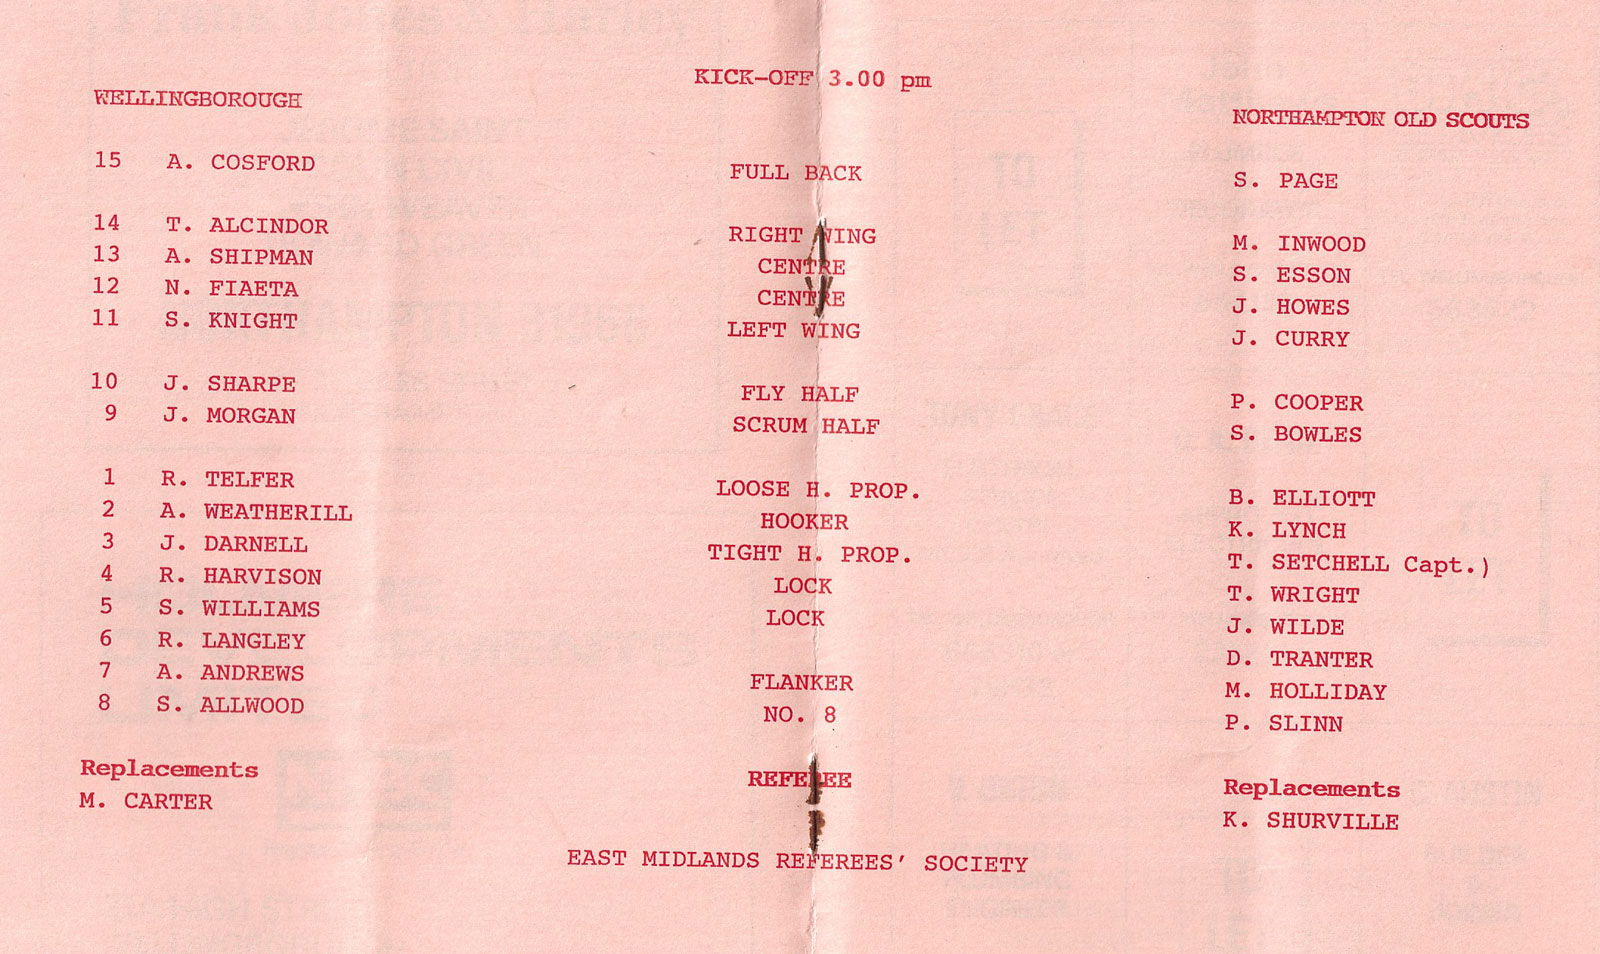 KICK-OFF 3.00 pm
WELLINGBOROUGH
NORTHAMPTON OLD SCOUTS
15 A. COSFORD FULL BACK S. PAGE
14 T. ALCINDOR RIGHT WING M. INWOOD
13 A. SHIPMAN CENTRE S. ESSON
12 N. FIAETA CENTRE J. HOWES
11 S. KNIGHT LEFT WING J. CURRY
10 J. SHARPE FLY HALF P. COOPER
9 J. MORGAN SCRUM HALF S. BOWLES
1 R. TELFER LOOSE H. PROP. B. ELLIOTT
2 A. WEATHERILL HOOKER K. LYNCH
3 J. DARNELL TIGHT H. PROP. T. SETCHELL Capt.)
4 R. HARVISON LOCK T. WRIGHT
5 S. WILLIAMS LOCK J. WILDE
6 R. LANGLEY D. TRANTER
7 A. ANDREWS FLANKER M. HOLLIDAY
8 S. ALLWOOD NO. 8 P. SLINN
Replacements REFEREE Replacements
M. CARTER K. SHURVILLE
EAST MIDLANDS REFEREES' SOCIETY